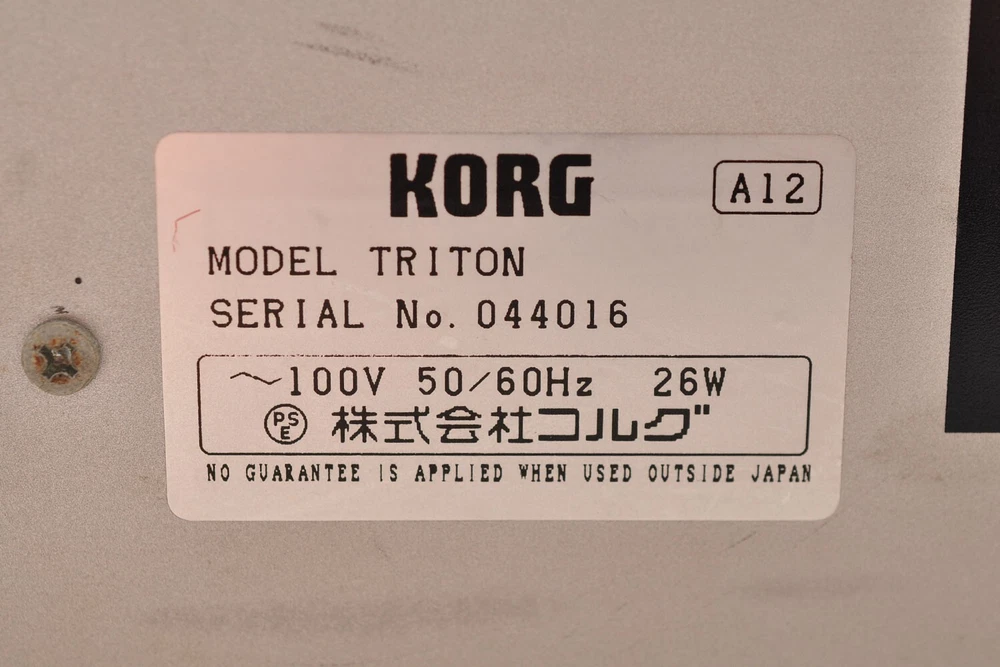 KORG
A12
MODEL TRITON
SERIAL No. 044016
～100V 50/60Hz 26W
PSE 株式会社コルグ
NO GUARANTEE IS APPLIED WHEN USED OUTSIDE JAPAN